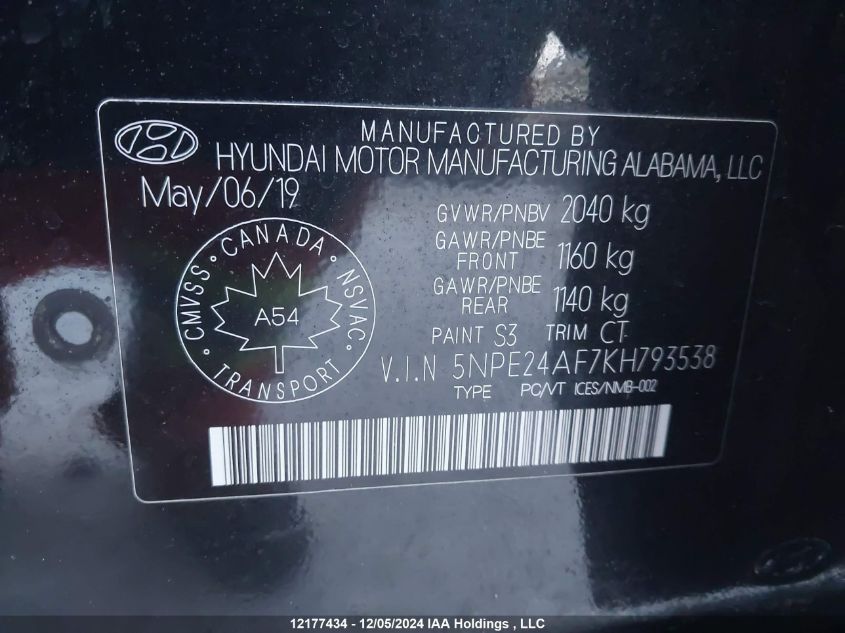 MANUFACTURED BY
HYUNDAI MOTOR MANUFACTURING ALABAMA, LLC
May/06/19
GVWR/PNBV 2040 kg
GAWR/PNBE FRONT 1160 kg
GAWR/PNBE REAR 1140 kg
PAINT S3 TRIM CT
V.I.N 5NPE24AF7KH793538
TYPE PC/VT ICES/NMB-002
CMVSS · CANADA · NSVAC
A54
TRANSPORT
12177434 - 12/05/2024 IAA Holdings , LLC